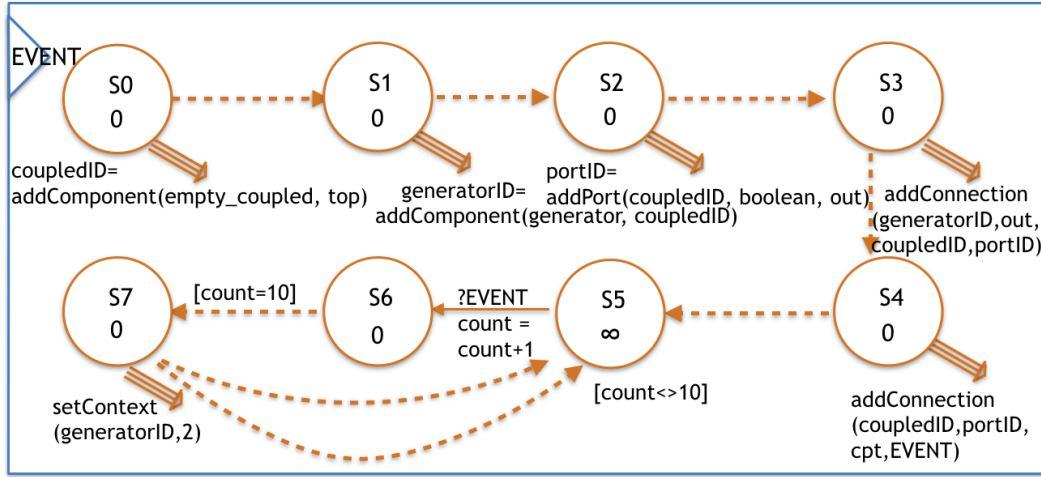 EVENT
S0
0
S1
0
S2
0
S3
0
coupledID=
addComponent(empty_coupled, top)
generatorID=
addComponent(generator, coupledID)
portID=
addPort(coupledID, boolean, out)
addConnection
(generatorID,out,
coupledID,portID)
S7
0
[count=10]
S6
0
?EVENT
count =
count+1
S5
∞
S4
0
setContext
(generatorID,2)
[count<>10]
addConnection
(coupledID,portID,
cpt,EVENT)